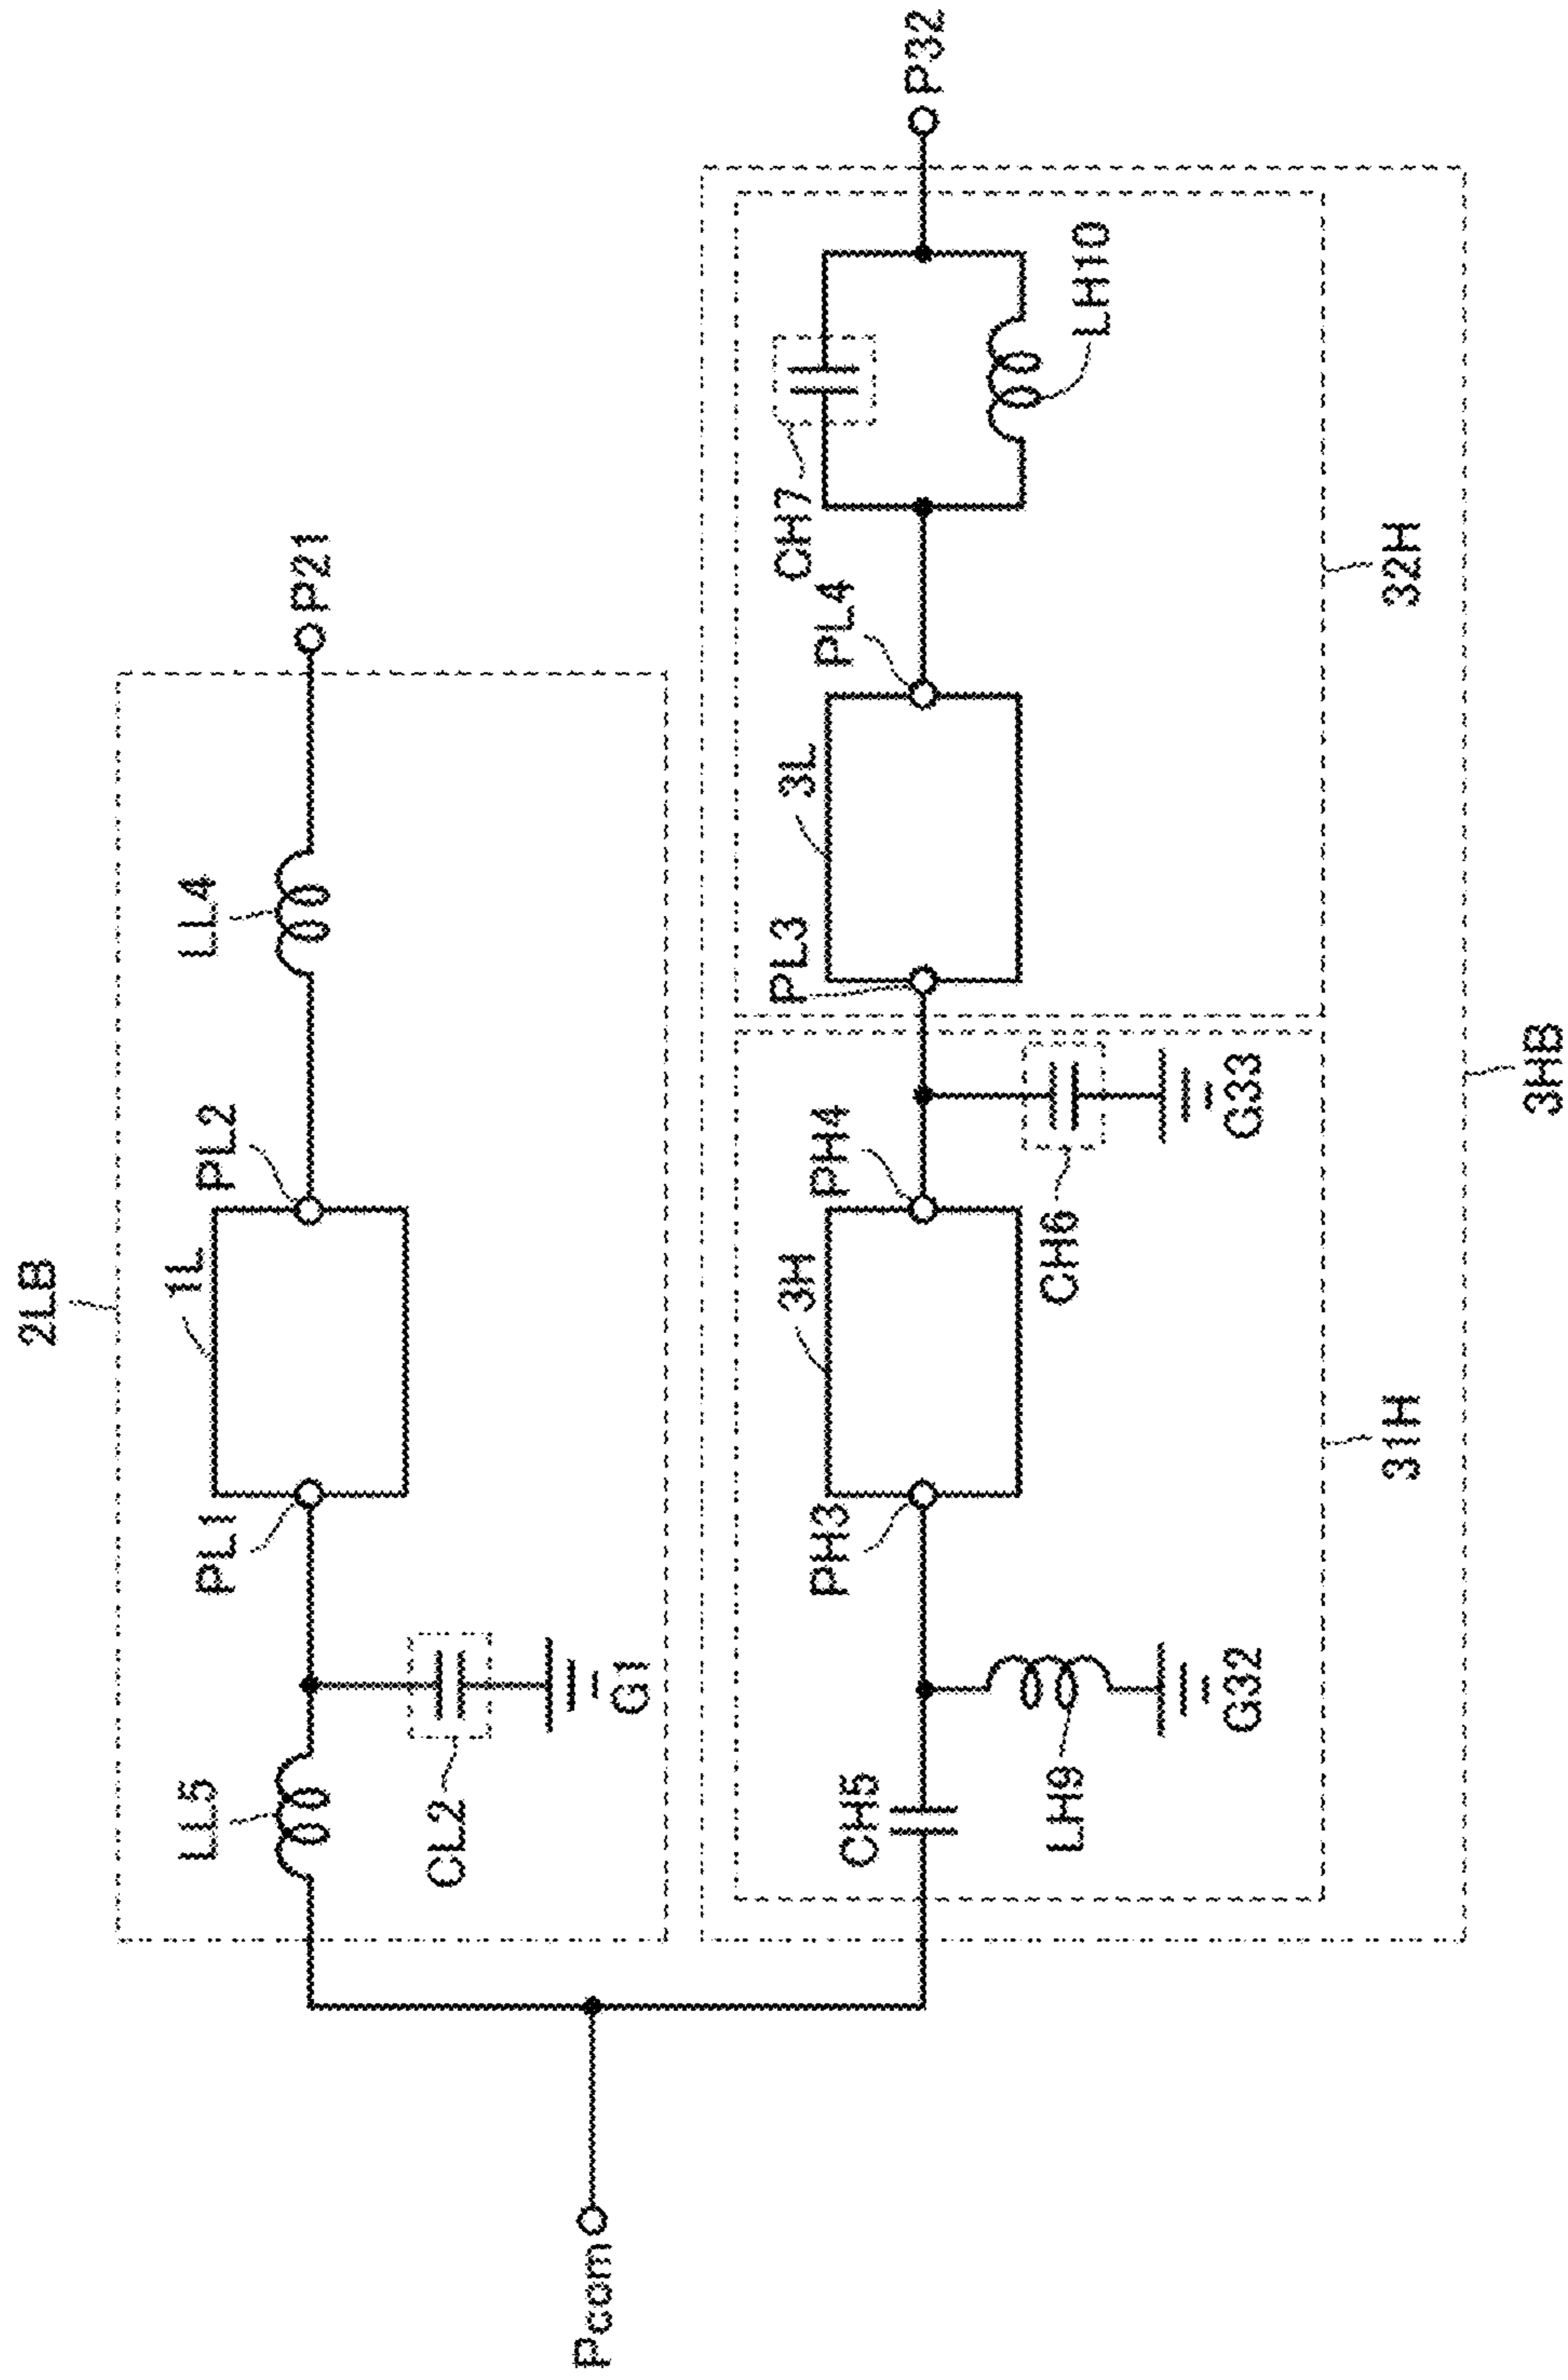 2LB
LL5
PL1
1L
PL2
LL4
P21
CL2
G1
Pcom
CH5
PH3
3H
PH4
PL3
3L
PL4
CH7
P32
LH9
G32
CH6
G33
LH10
31H
32H
3HB